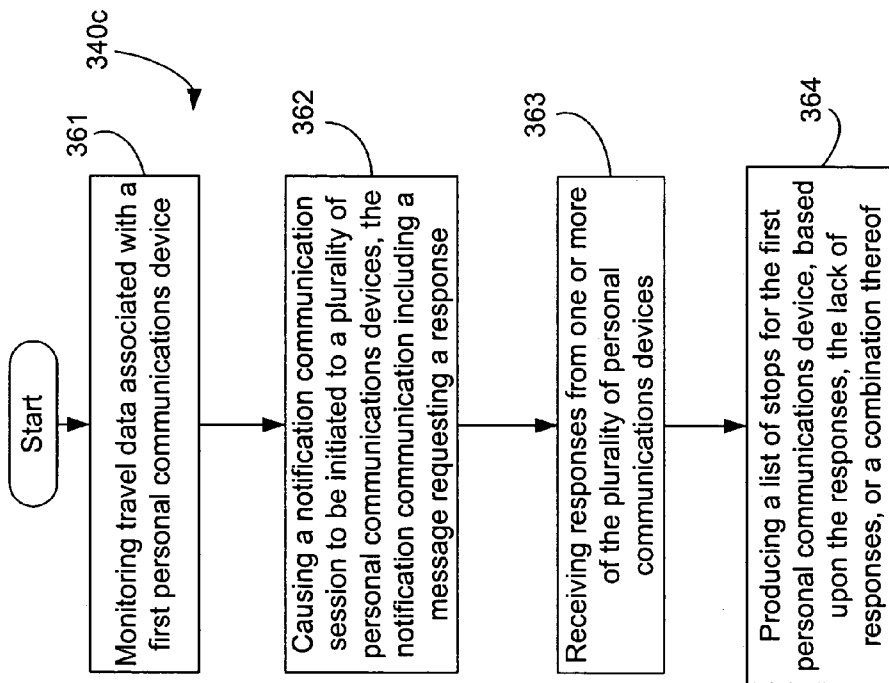 Start
340c
361
Monitoring travel data associated with a
first personal communications device
362
Causing a notification communication
session to be initiated to a plurality of
personal communications devices, the
notification communication including a
message requesting a response
363
Receiving responses from one or more
of the plurality of personal
communications devices
364
Producing a list of stops for the first
personal communications device, based
upon the responses, the lack of
responses, or a combination thereof